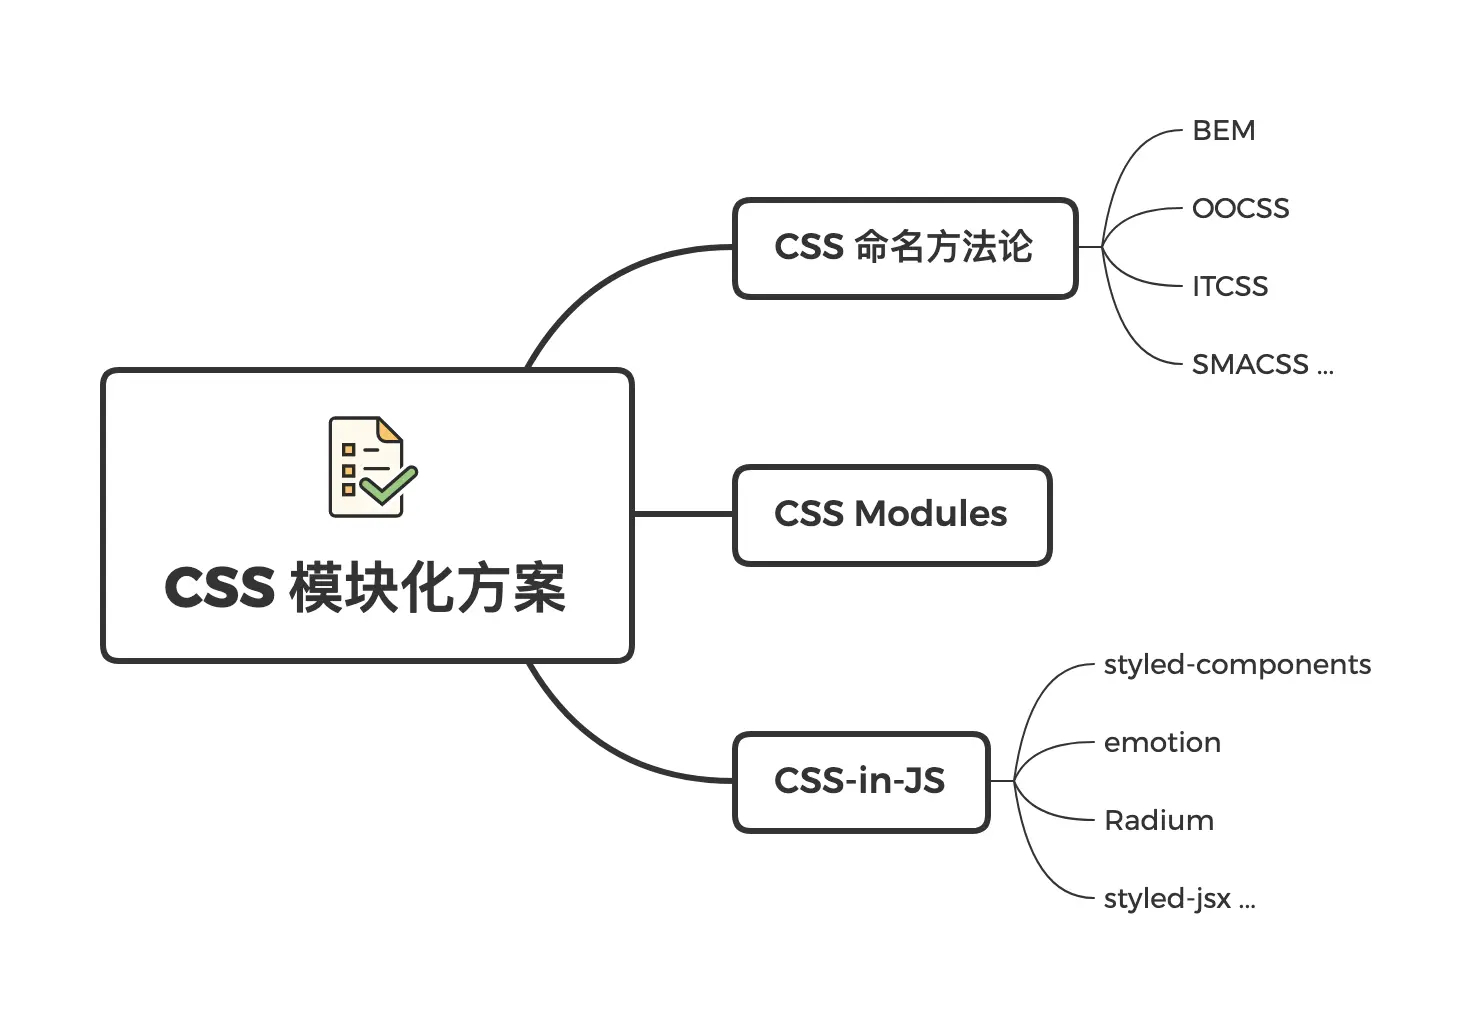 CSS 模块化方案
CSS 命名方法论
BEM
OOCSS
ITCSS
SMACSS ...
CSS Modules
CSS-in-JS
styled-components
emotion
Radium
styled-jsx ...